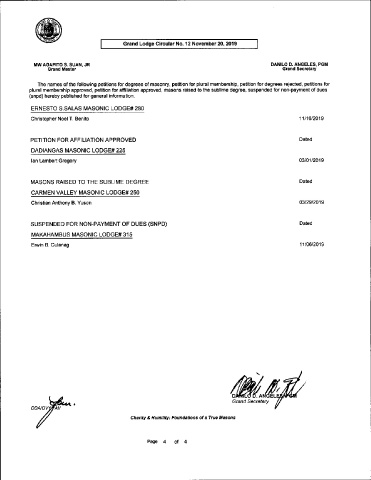 Grand Lodge Circular No. 12 November 20, 2019
MW AGAPITO S. SUAN, JR
Grand Master
DANILO D. ANGELES, PGM
Grand Secretary
The names of the following petitions for degrees of masonry, petition for plural membership, petition for degrees rejected, petitions for
plural membership approved, petition for affiliation approved, masons raised to the sublime degree, suspended for non-payment of dues
(snpd) hereby published for general information.
ERNESTO S.SALAS MASONIC LODGE# 280
Christopher Noel T. Benito 11/16/2019
PETITION FOR AFFILIATION APPROVED Dated
DADIANGAS MASONIC LODGE# 225
Ian Lambert Gregory 03/01/2019
MASONS RAISED TO THE SUBLIME DEGREE Dated
CARMEN VALLEY MASONIC LODGE# 250
Christian Anthony B. Yuson 03/29/2019
SUSPENDED FOR NON-PAYMENT OF DUES (SNPD) Dated
MAKAHAMBUS MASONIC LODGE# 315
Erwin B. 11/06/2019
DANILO D. ANGELES, PGM
Grand Secretary
Charity & Humility: Foundations of a True Masons
Page 4 of 4